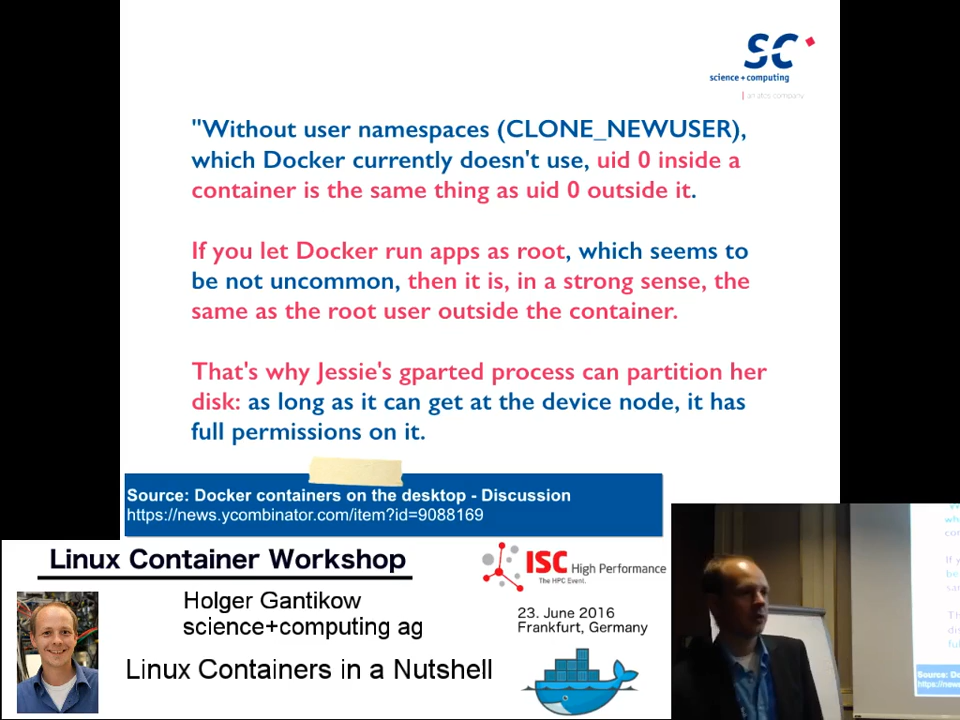 SC
science+computing
an atos company
"Without user namespaces (CLONE_NEWUSER),
which Docker currently doesn't use, uid 0 inside a
container is the same thing as uid 0 outside it.
If you let Docker run apps as root, which seems to
be not uncommon, then it is, in a strong sense, the
same as the root user outside the container.
That's why Jessie's gparted process can partition her
disk: as long as it can get at the device node, it has
full permissions on it.
Source: Docker containers on the desktop - Discussion
https://news.ycombinator.com/item?id=9088169
Linux Container Workshop
Holger Gantikow
science+computing ag
Linux Containers in a Nutshell
ISC High Performance
The HPC Event.
23. June 2016
Frankfurt, Germany